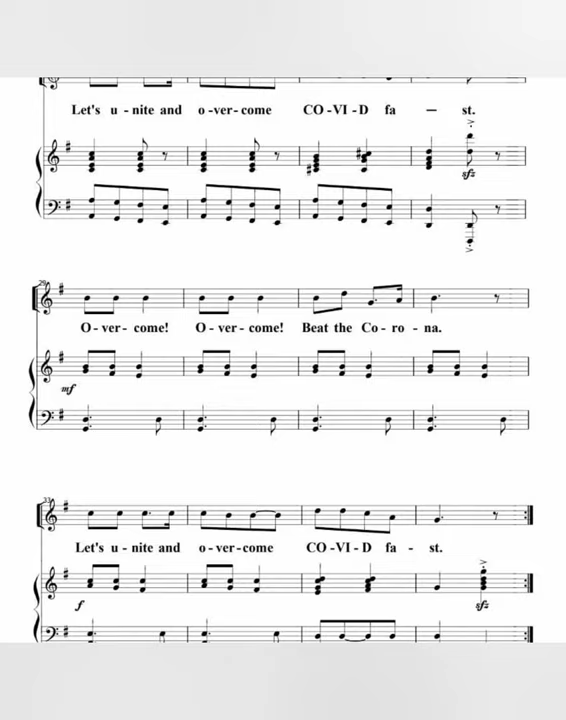 Let's u - nite and o - ver - come CO - VI - D fa — st.
sfz
29
O - ver - come! O - ver - come! Beat the Co - ro - na.
mf
33
Let's u - nite and o - ver - come CO - VI - D fa - st.
f sfz